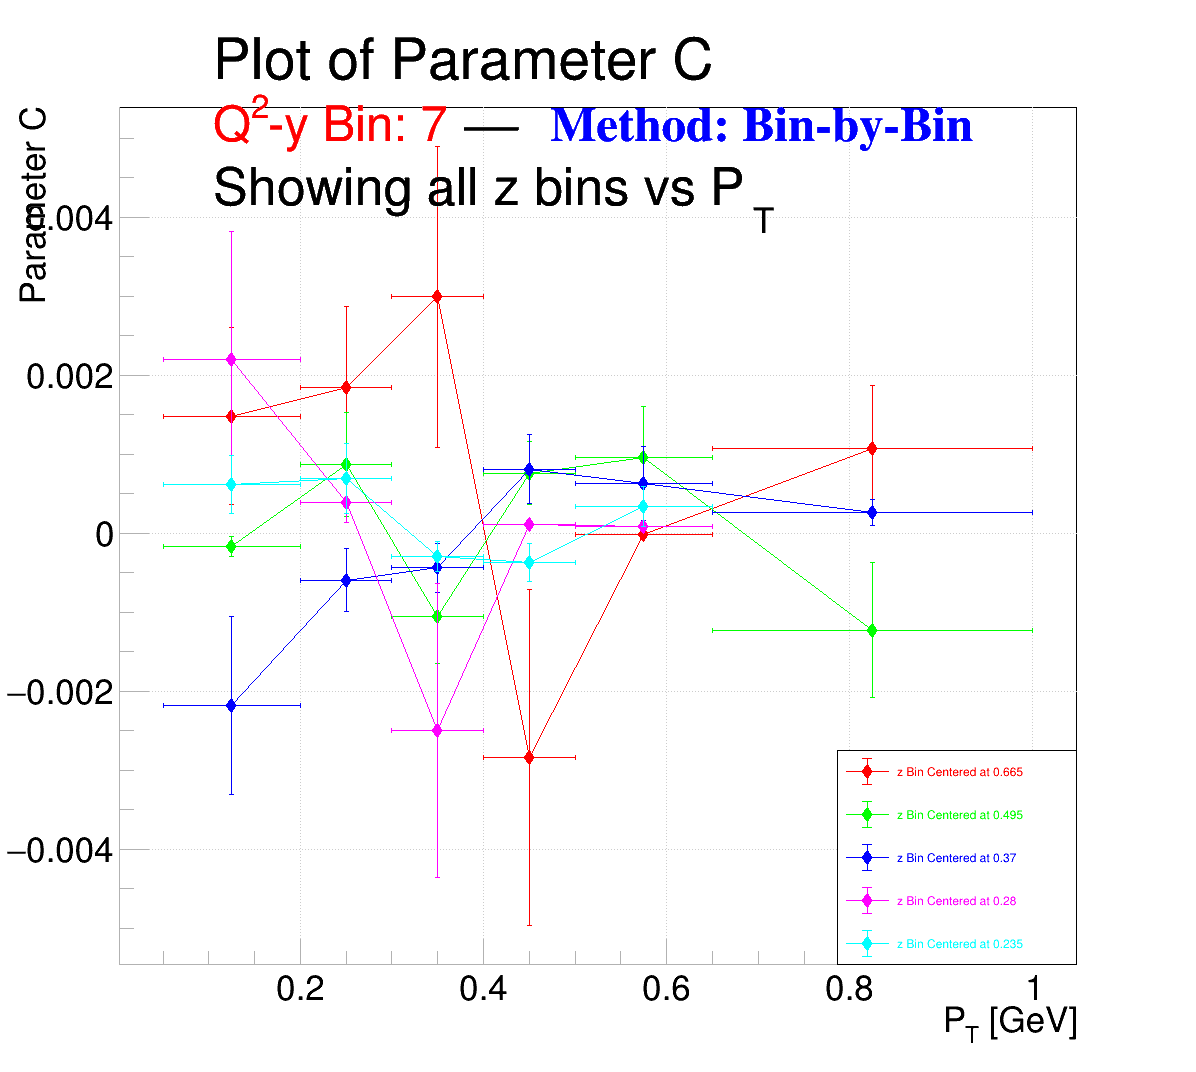 Plot of Parameter C
Q²-y Bin: 7 — Method: Bin-by-Bin
Showing all z bins vs P_T
Parameter C
0.004
0.002
0
−0.002
−0.004
0.2 0.4 0.6 0.8 1
P_T [GeV]
z Bin Centered at 0.665
z Bin Centered at 0.495
z Bin Centered at 0.37
z Bin Centered at 0.28
z Bin Centered at 0.235